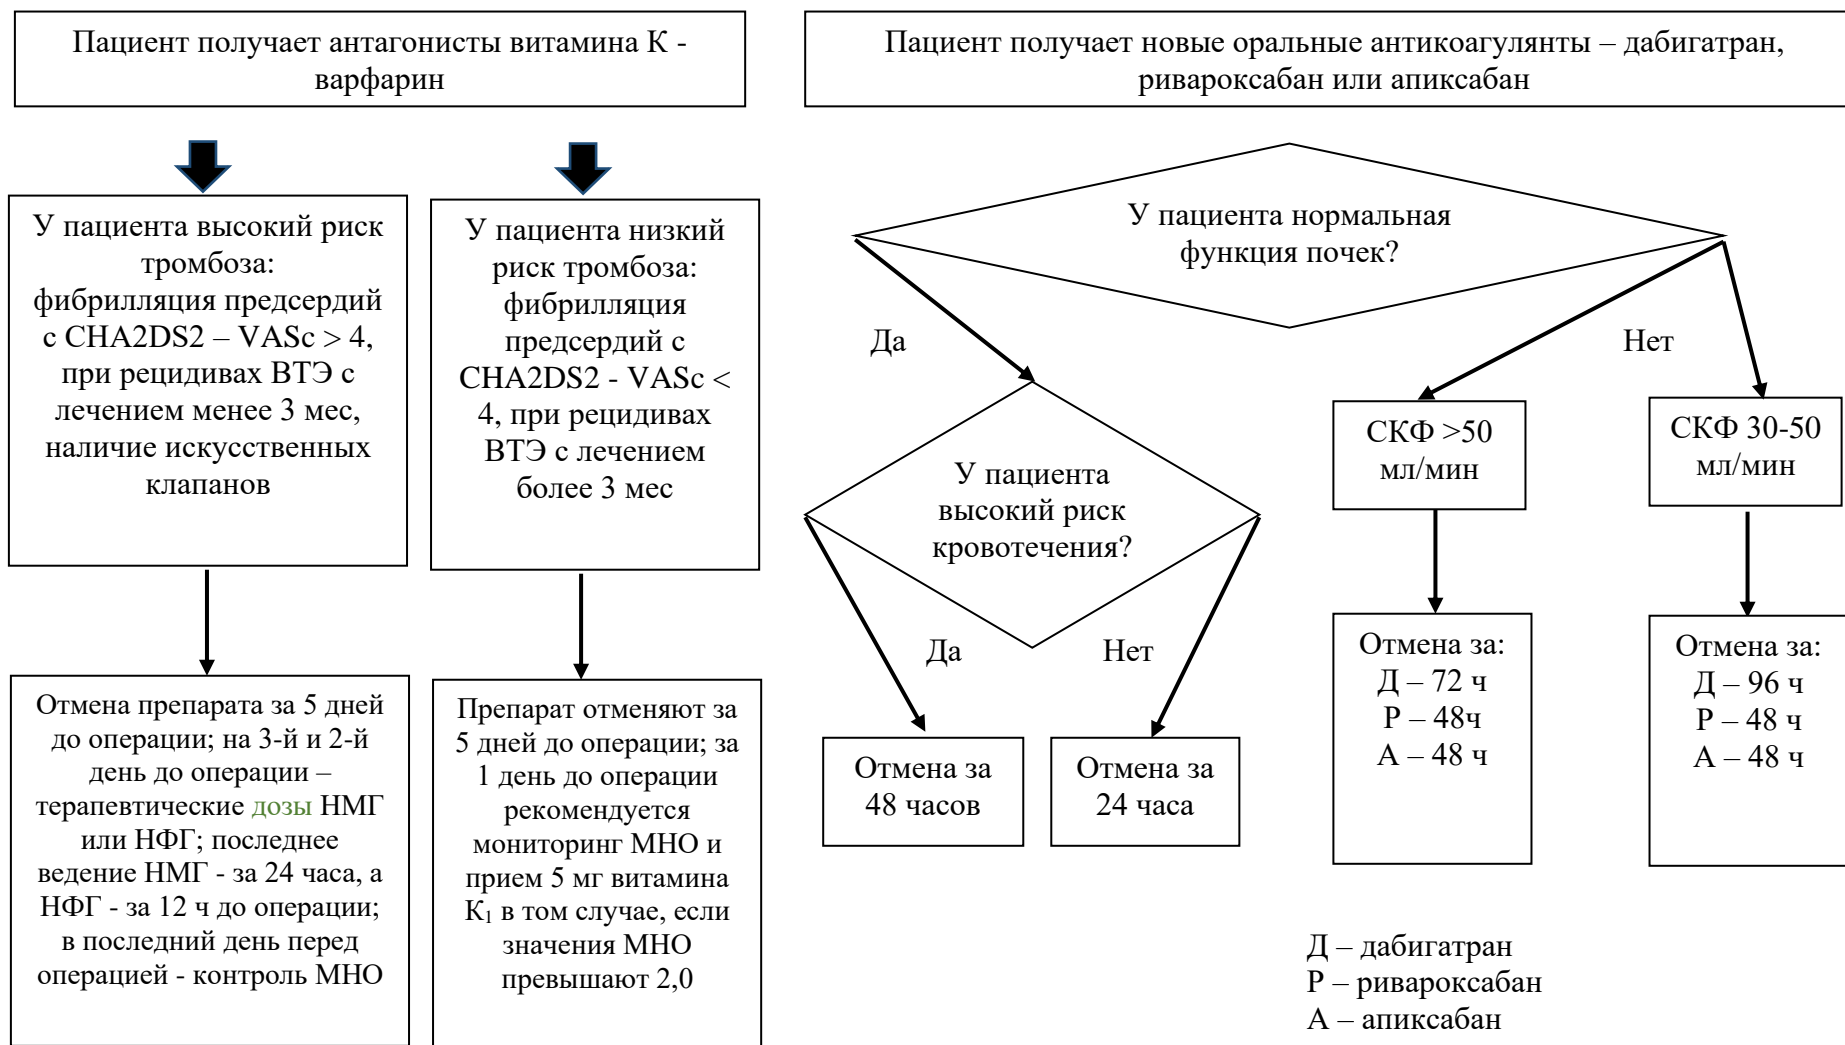 Пациент получает антагонисты витамина К -
варфарин
Пациент получает новые оральные антикоагулянты – дабигатран,
ривароксабан или апиксабан
У пациента высокий риск
тромбоза:
фибрилляция предсердий
с CHA2DS2 – VASc > 4,
при рецидивах ВТЭ с
лечением менее 3 мес,
наличие искусственных
клапанов
У пациента низкий
риск тромбоза:
фибрилляция
предсердий с
CHA2DS2 - VASc <
4, при рецидивах
ВТЭ с лечением
более 3 мес
У пациента нормальная
функция почек?
Да
Нет
У пациента
высокий риск
кровотечения?
СКФ >50
мл/мин
СКФ 30-50
мл/мин
Да
Нет
Отмена препарата за 5 дней
до операции; на 3-й и 2-й
день до операции –
терапевтические дозы НМГ
или НФГ; последнее
ведение НМГ - за 24 часа, а
НФГ - за 12 ч до операции;
в последний день перед
операцией - контроль МНО
Препарат отменяют за
5 дней до операции; за
1 день до операции
рекомендуется
мониторинг МНО и
прием 5 мг витамина
К₁ в том случае, если
значения МНО
превышают 2,0
Отмена за
48 часов
Отмена за
24 часа
Отмена за:
Д – 72 ч
Р – 48ч
А – 48 ч
Отмена за:
Д – 96 ч
Р – 48 ч
А – 48 ч
Д – дабигатран
Р – ривароксабан
А – апиксабан